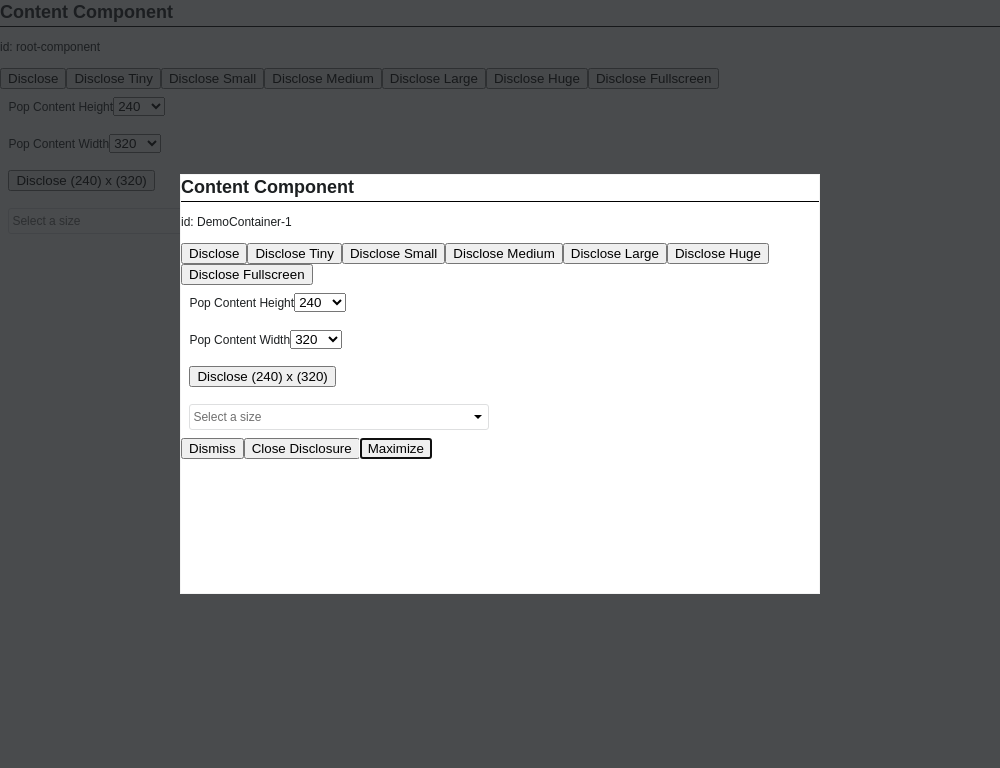 Content Component
id: root-component
Disclose Disclose Tiny Disclose Small Disclose Medium Disclose Large Disclose Huge Disclose Fullscreen
Pop Content Height 240
Pop Content Width 320
Disclose (240) x (320)
Select a size
Content Component
id: DemoContainer-1
Disclose Disclose Tiny Disclose Small Disclose Medium Disclose Large Disclose Huge
Disclose Fullscreen
Pop Content Height 240
Pop Content Width 320
Disclose (240) x (320)
Select a size
Dismiss Close Disclosure Maximize